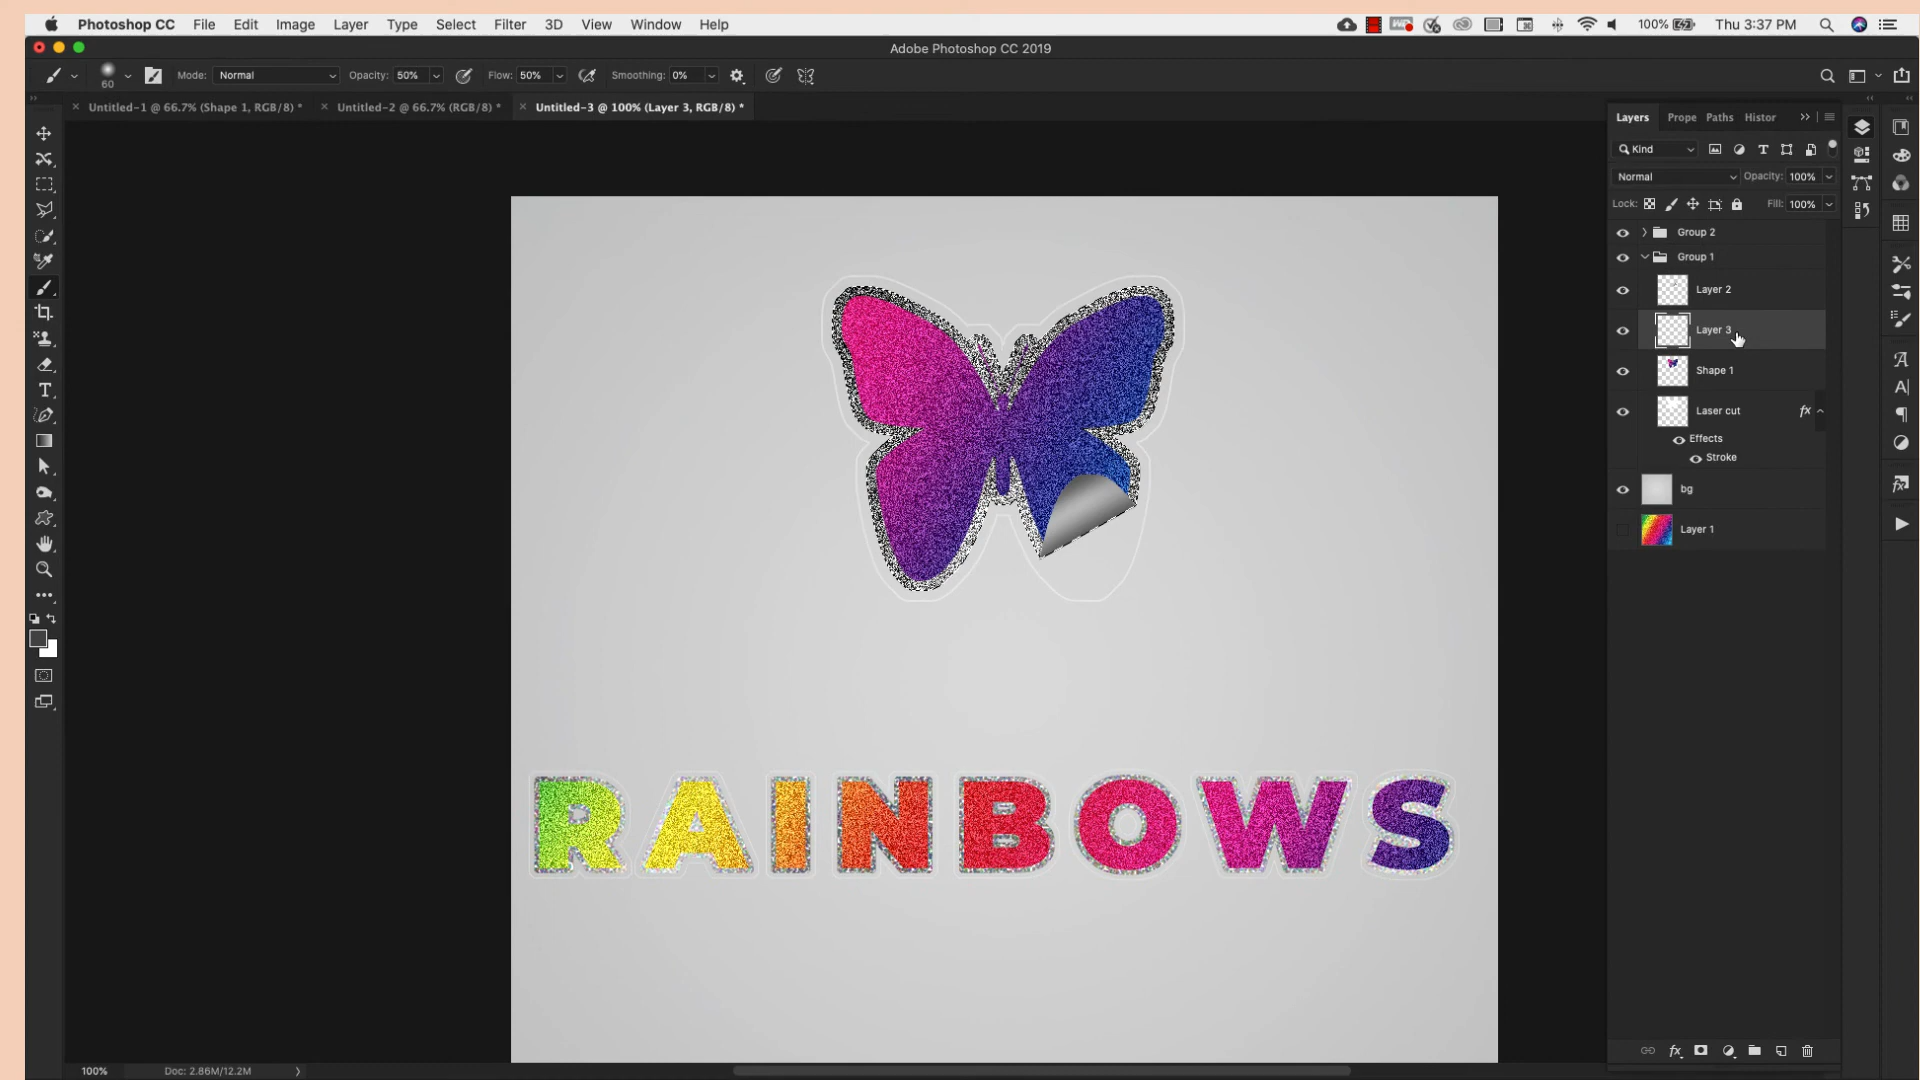 Photoshop CC File Edit Image Layer Type Select Filter 3D View Window Help
100% Thu 3:37 PM
Adobe Photoshop CC 2019
60 Mode: Normal Opacity: 50% Flow: 50% Smoothing: 0%
Untitled-1 @ 66.7% (Shape 1, RGB/8) *
Untitled-2 @ 66.7% (RGB/8) *
Untitled-3 @ 100% (Layer 3, RGB/8) *
Layers Prope Paths Histor
Kind
Normal Opacity: 100%
Lock: Fill: 100%
Group 2
Group 1
Layer 2
Layer 3
Shape 1
Laser cut fx
Effects
Stroke
bg
Layer 1
RAINBOWS
100% Doc: 2.86M/12.2M